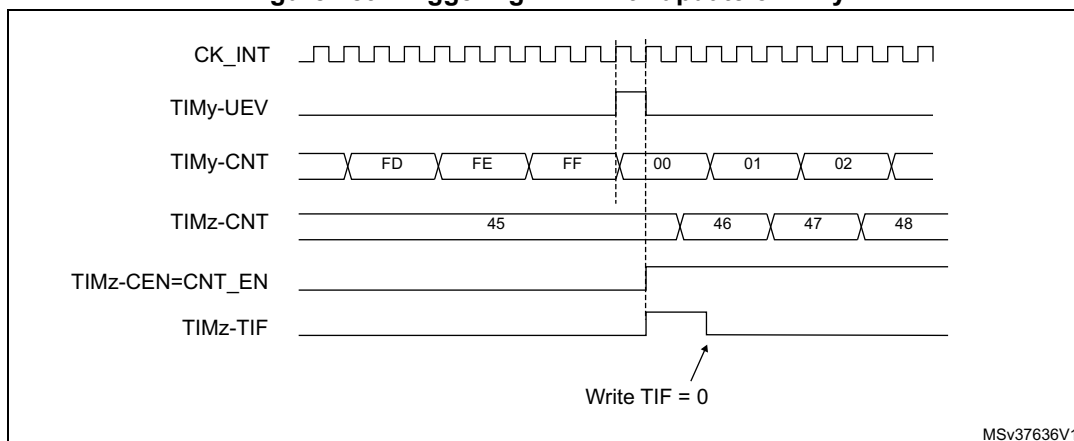 CK_INT
TIMy-UEV
TIMy-CNT FD FE FF 00 01 02
TIMz-CNT 45 46 47 48
TIMz-CEN=CNT_EN
TIMz-TIF
Write TIF = 0
MSv37636V1